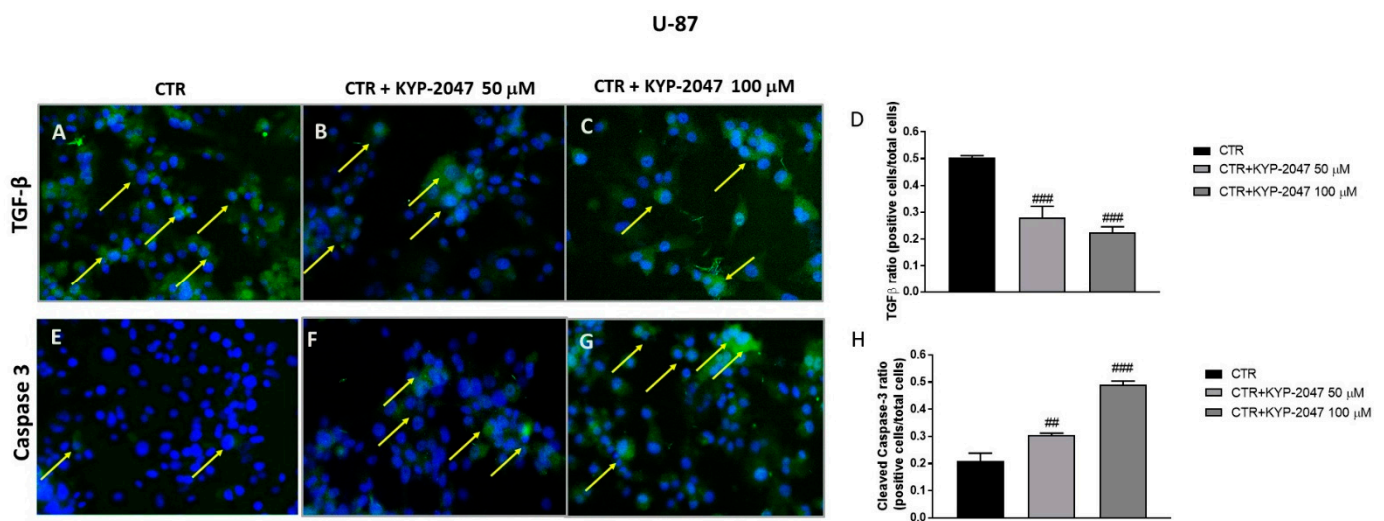 U-87
CTR
CTR + KYP-2047 50 μM
CTR + KYP-2047 100 μM
TGF-β
A
B
C
D
TGFβ ratio (positive cells/total cells)
0.6
0.5
0.4
0.3
0.2
0.1
0.0
###
###
CTR
CTR+KYP-2047 50 μM
CTR+KYP-2047 100 μM
Caspase 3
E
F
G
H
Cleaved Caspase-3 ratio
(positive cells/total cells)
0.6
0.5
0.4
0.3
0.2
0.1
0.0
##
###
CTR
CTR+KYP-2047 50 μM
CTR+KYP-2047 100 μM